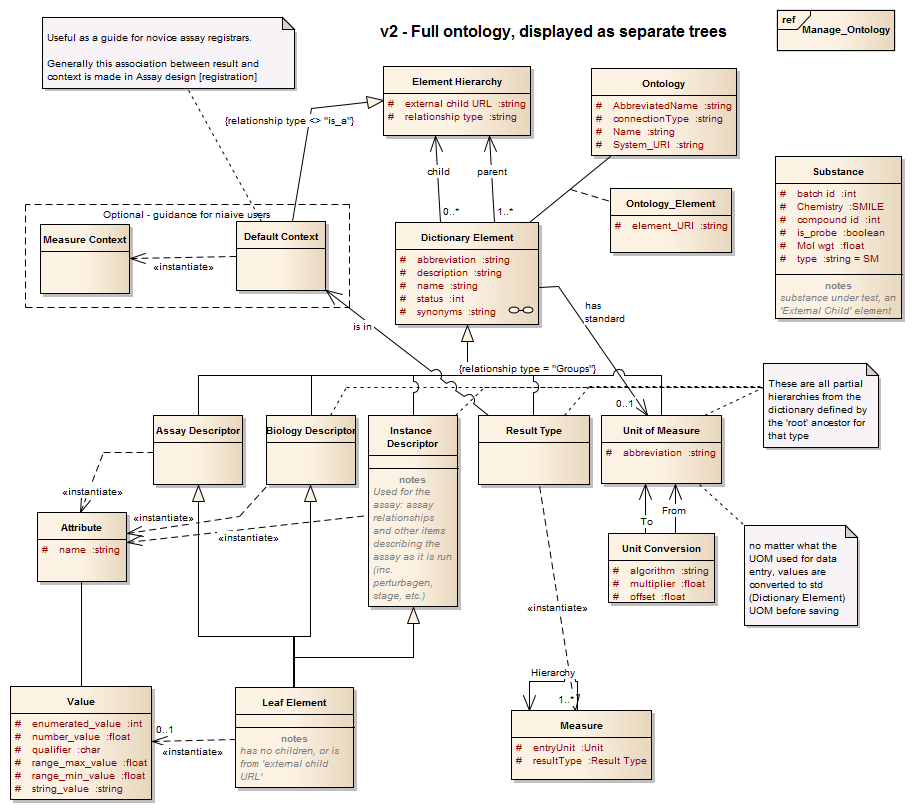 v2 - Full ontology, displayed as separate trees
ref
Manage_Ontology
Useful as a guide for novice assay registrars.
Generally this association between result and
context is made in Assay design [registration]
Element Hierarchy
# external child URL :string
# relationship type :string
Ontology
# AbbreviatedName :string
# connectionType :string
# Name :string
# System_URI :string
{relationship type <> "is_a"}
child
parent
0..*
1..*
Substance
# batch id :int
# Chemistry :SMILE
# compound id :int
# is_probe :boolean
# Mol wgt :float
# type :string = SM
notes
substance under test, an
'External Child' element
Ontology_Element
# element_URI :string
Optional - guidance for niaive users
Measure Context
Default Context
«instantiate»
Dictionary Element
# abbreviation :string
# description :string
# name :string
# status :int
# synonyms :string
has
standard
is in
{relationship type = "Groups"}
0..1
These are all partial
hierarchies from the
dictionary defined by
the 'root' ancestor for
that type
Assay Descriptor
Biology Descriptor
Instance
Descriptor
notes
Used for the
assay: assay
relationships
and other items
describing the
assay as it is run
(inc.
perturbagen,
stage, etc.)
Result Type
Unit of Measure
# abbreviation :string
«instantiate»
«instantiate»
«instantiate»
Attribute
# name :string
To
From
Unit Conversion
# algorithm :string
# multiplier :float
# offset :float
no matter what the
UOM used for data
entry, values are
converted to std
(Dictionary Element)
UOM before saving
«instantiate»
Hierarchy
1..*
Value
# enumerated_value :int
# number_value :float
# qualifier :char
# range_max_value :float
# range_min_value :float
# string_value :string
0..1
«instantiate»
Leaf Element
notes
has no children, or is
from 'external child
URL'
Measure
# entryUnit :Unit
# resultType :Result Type